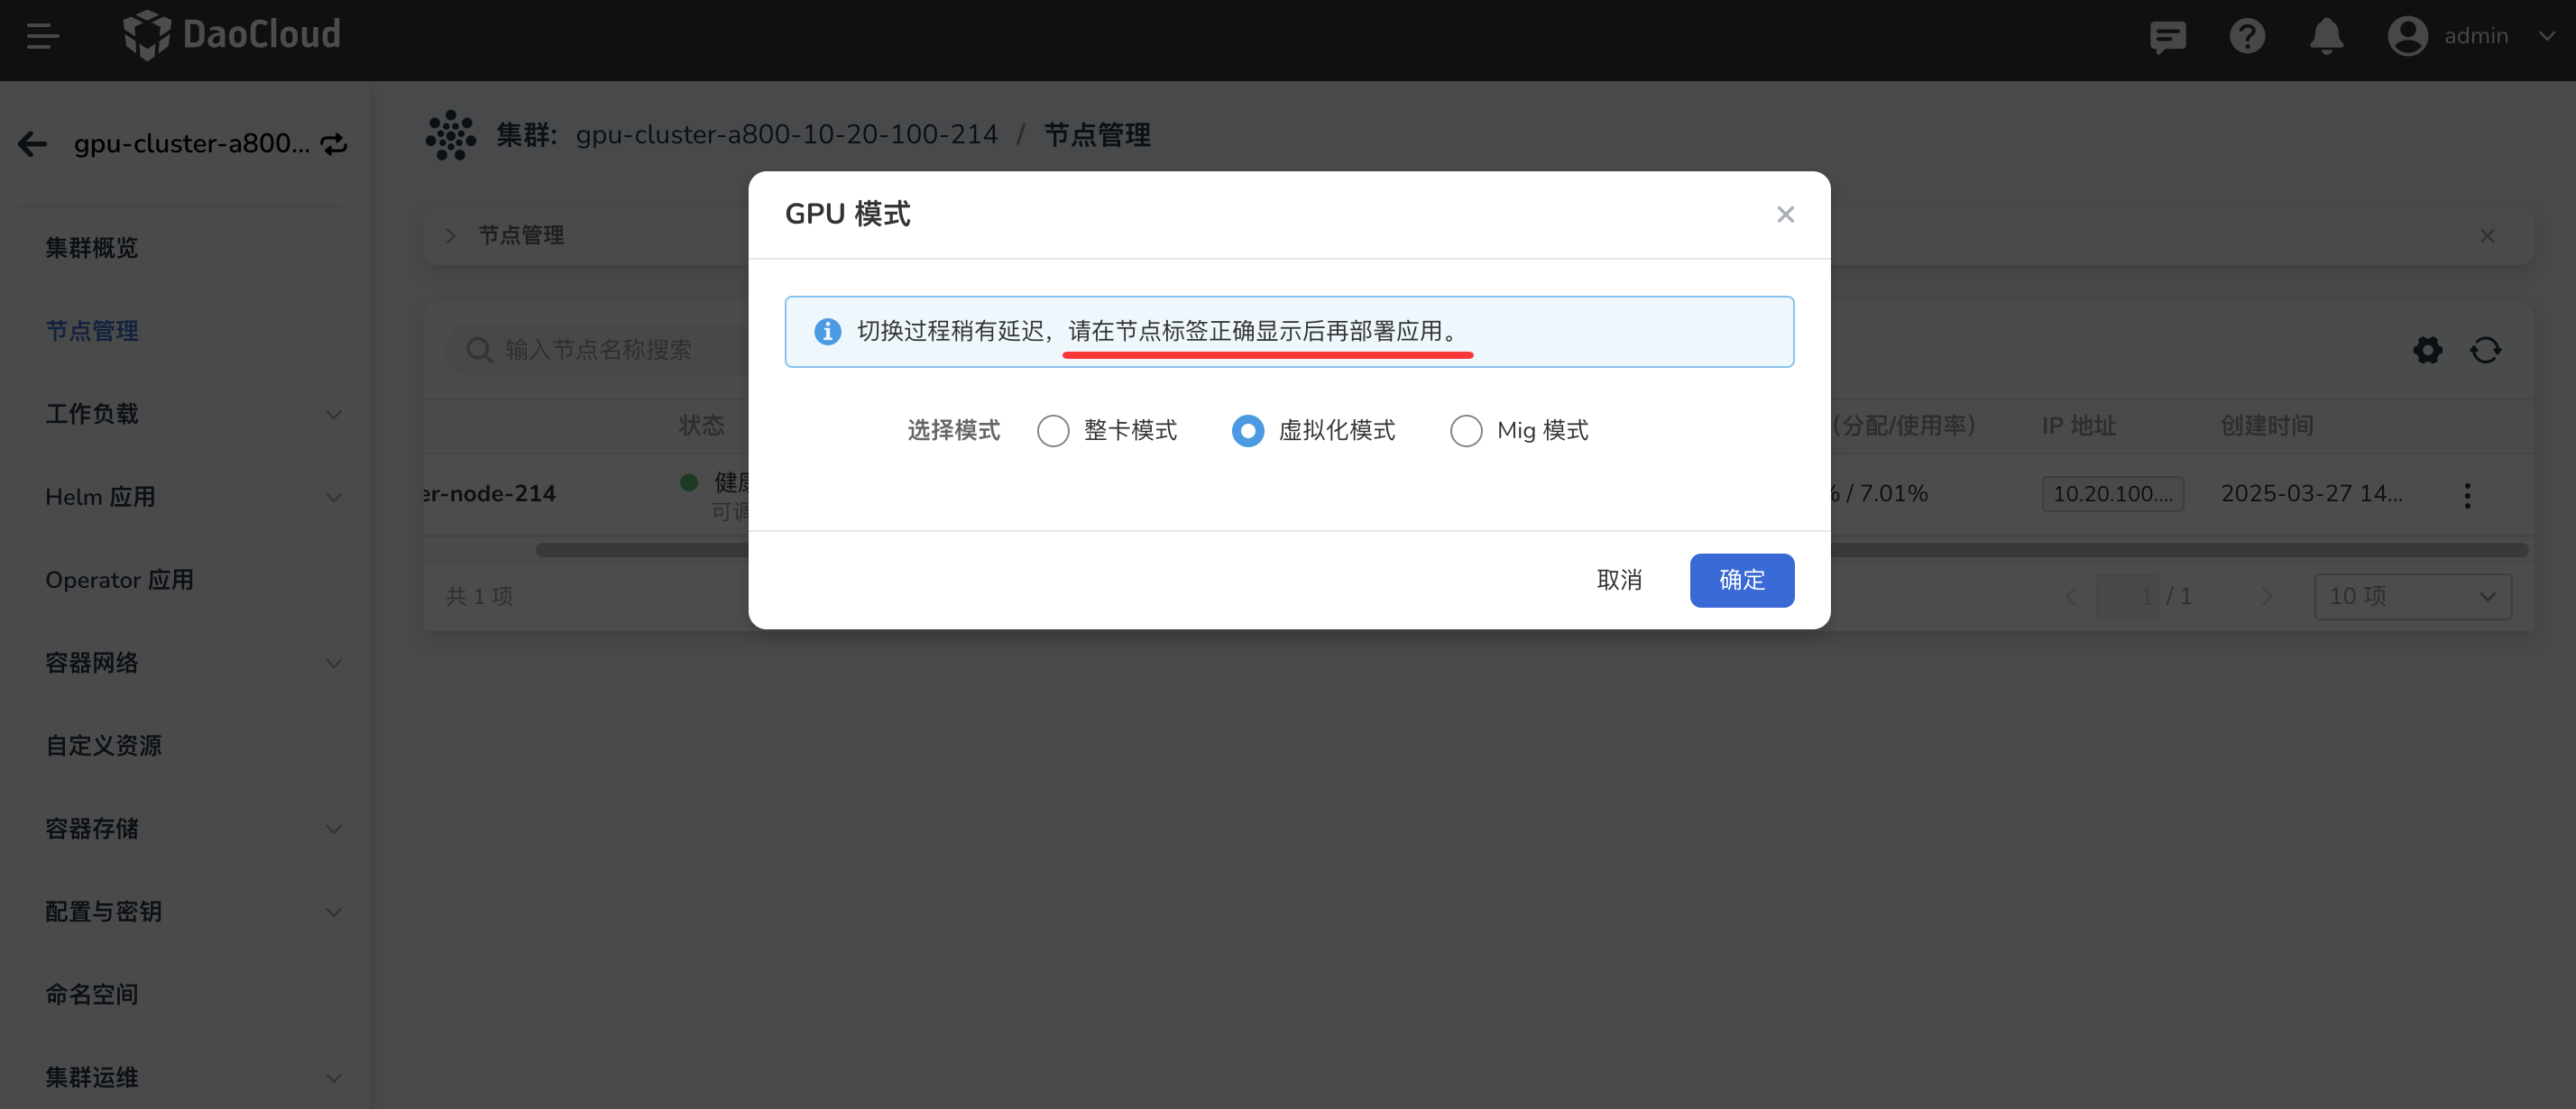 DaoCloud
admin
gpu-cluster-a800...
集群: gpu-cluster-a800-10-20-100-214 / 节点管理
集群概览
节点管理
工作负载
Helm 应用
Operator 应用
容器网络
自定义资源
容器存储
配置与密钥
命名空间
集群运维
节点管理
输入节点名称搜索
状态
(分配/使用率)
IP 地址
创建时间
er-node-214
健康
可调
% / 7.01%
10.20.100....
2025-03-27 14...
共 1 项
1 / 1
10 项
GPU 模式
切换过程稍有延迟，请在节点标签正确显示后再部署应用。
选择模式
整卡模式
虚拟化模式
Mig 模式
取消
确定